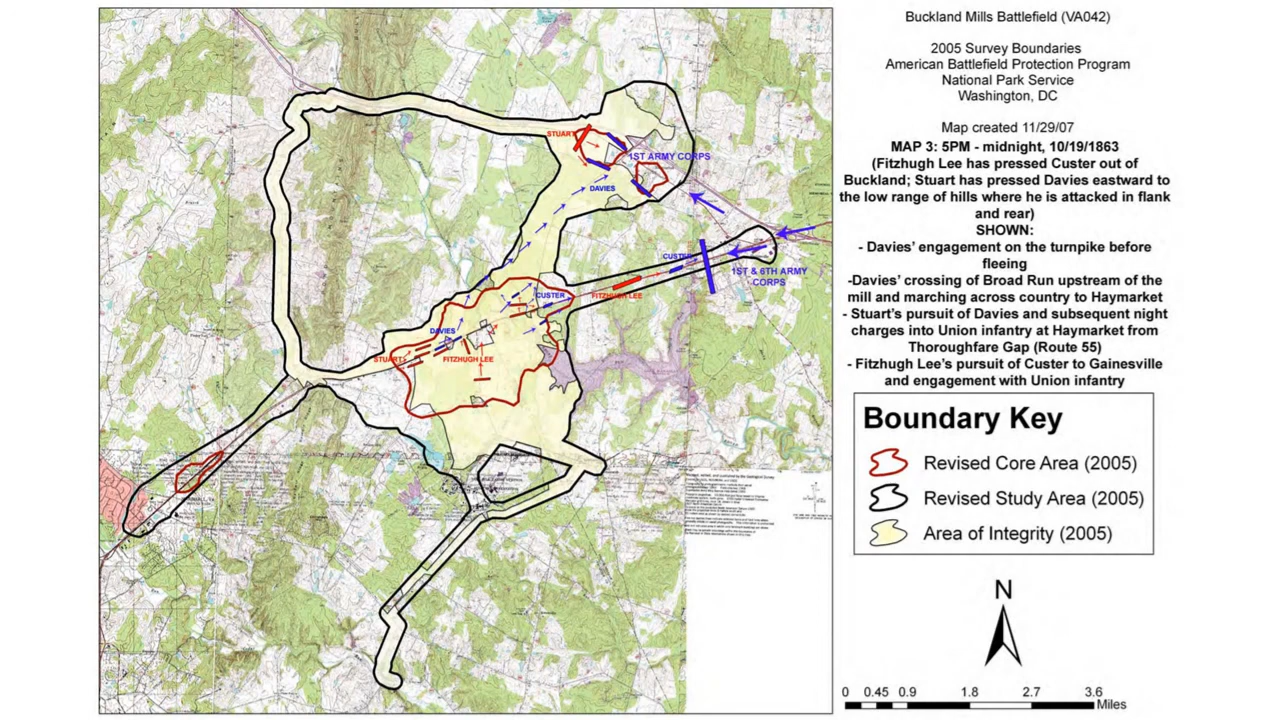 Buckland Mills Battlefield (VA042)
2005 Survey Boundaries
American Battlefield Protection Program
National Park Service
Washington, DC
Map created 11/29/07
MAP 3: 5PM - midnight, 10/19/1863
(Fitzhugh Lee has pressed Custer out of
Buckland; Stuart has pressed Davies eastward to
the low range of hills where he is attacked in flank
and rear)
SHOWN:
- Davies' engagement on the turnpike before
fleeing
-Davies' crossing of Broad Run upstream of the
mill and marching across country to Haymarket
- Stuart's pursuit of Davies and subsequent night
charges into Union infantry at Haymarket from
Thoroughfare Gap (Route 55)
- Fitzhugh Lee's pursuit of Custer to Gainesville
and engagement with Union infantry
STUART
1ST ARMY CORPS
DAVIES
CUSTER
1ST & 6TH ARMY
CORPS
FITZHUGH LEE
CUSTER
DAVIES
STUART
FITZHUGH LEE
Boundary Key
Revised Core Area (2005)
Revised Study Area (2005)
Area of Integrity (2005)
N
0 0.45 0.9 1.8 2.7 3.6
Miles